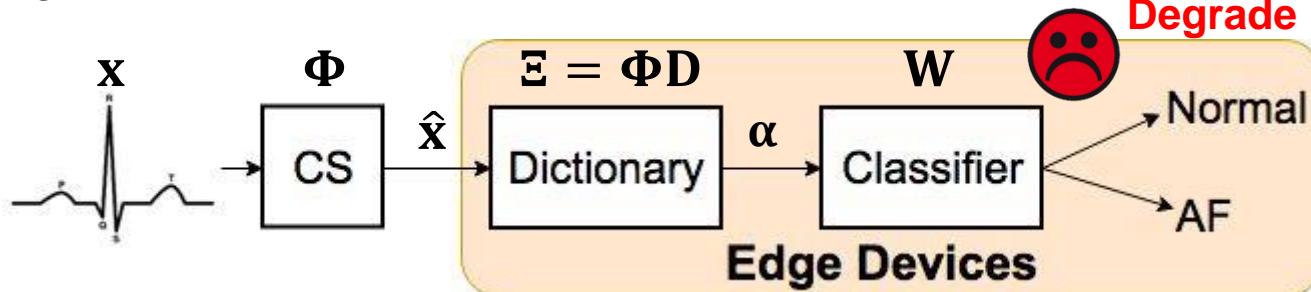 Degrade
x Φ Ξ = ΦD W
R
P
Q
S
T
CS x̂ Dictionary α Classifier
Normal
AF
Edge Devices